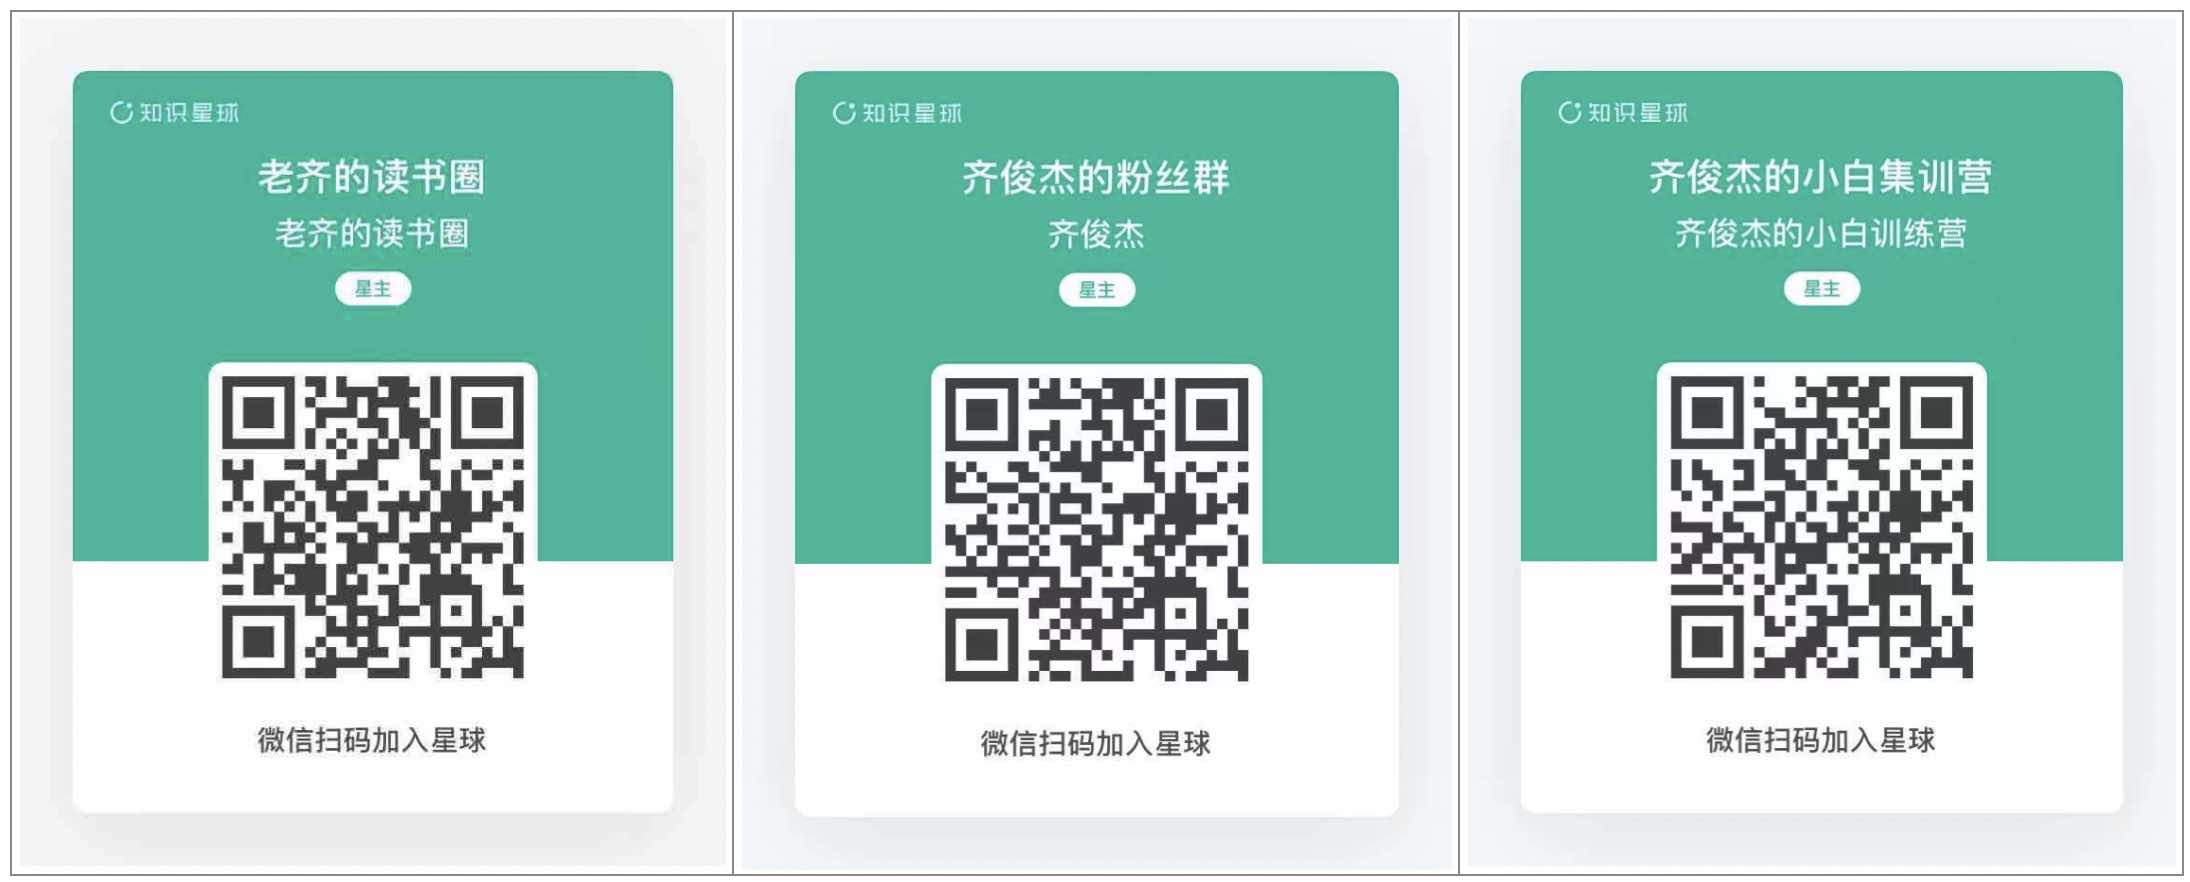 知识星球
老齐的读书圈
老齐的读书圈
星主
微信扫码加入星球
知识星球
齐俊杰的粉丝群
齐俊杰
星主
微信扫码加入星球
知识星球
齐俊杰的小白集训营
齐俊杰的小白训练营
星主
微信扫码加入星球